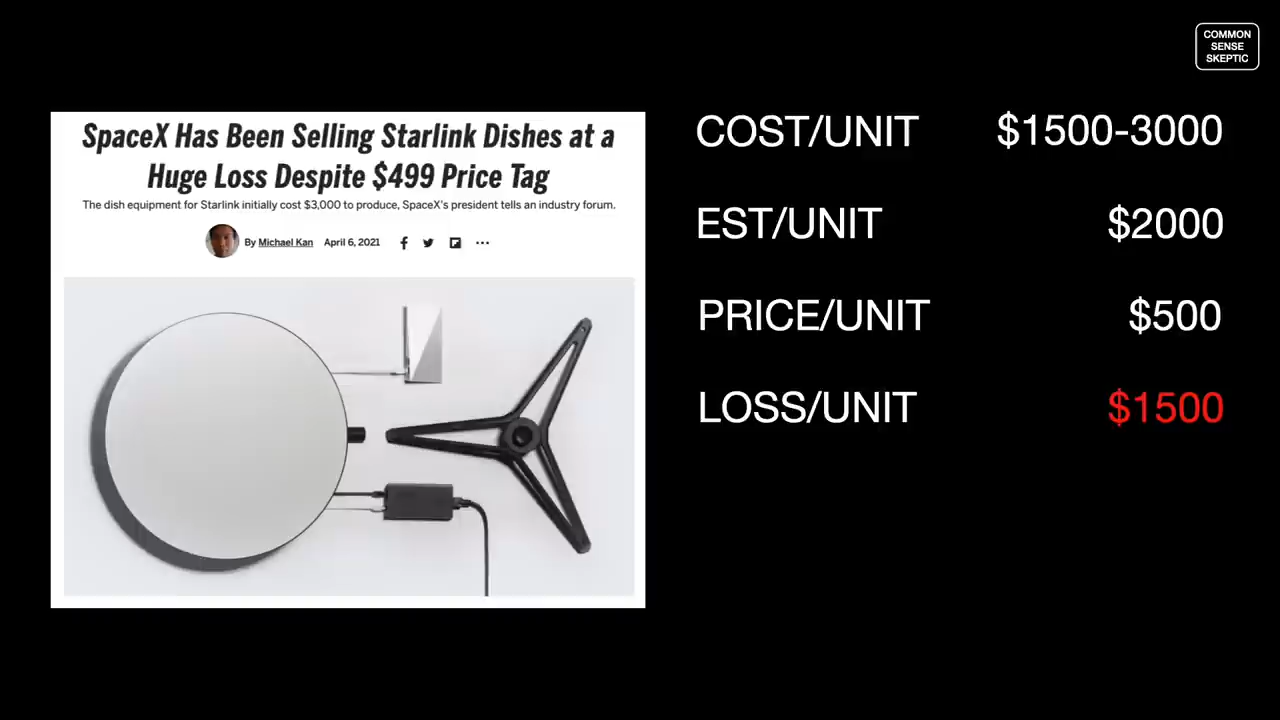 COMMON
SENSE
SKEPTIC
SpaceX Has Been Selling Starlink Dishes at a
Huge Loss Despite $499 Price Tag
The dish equipment for Starlink initially cost $3,000 to produce, SpaceX's president tells an industry forum.
By Michael Kan April 6, 2021
COST/UNIT $1500-3000
EST/UNIT $2000
PRICE/UNIT $500
LOSS/UNIT $1500